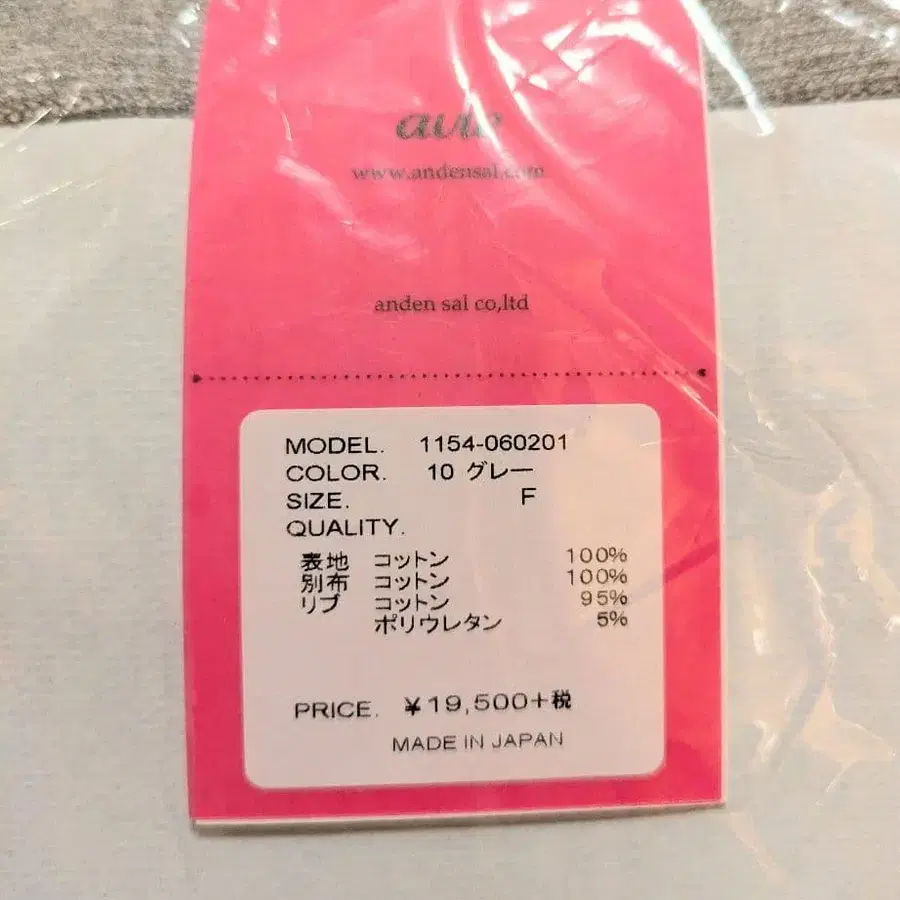 avie
www.andensal.com
anden sal co,ltd
MODEL. 1154-060201
COLOR. 10 グレー
SIZE. F
QUALITY.
表地 コットン 100%
別布 コットン 100%
リブ コットン 95%
ポリウレタン 5%
PRICE. ¥19,500+税
MADE IN JAPAN